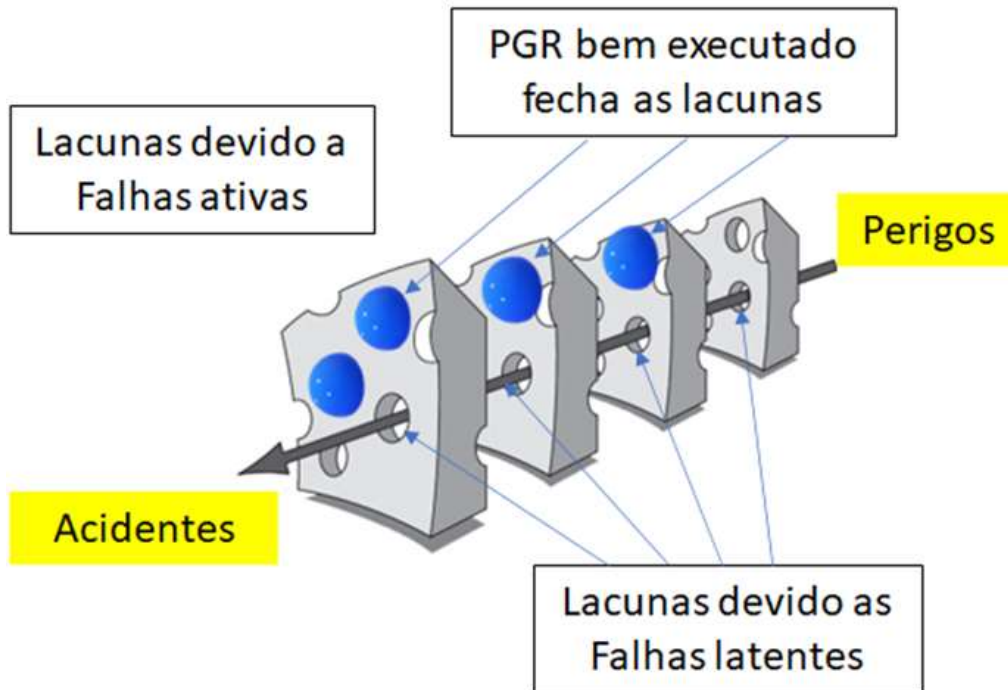 PGR bem executado
fecha as lacunas
Lacunas devido a
Falhas ativas
Perigos
Acidentes
Lacunas devido as
Falhas latentes